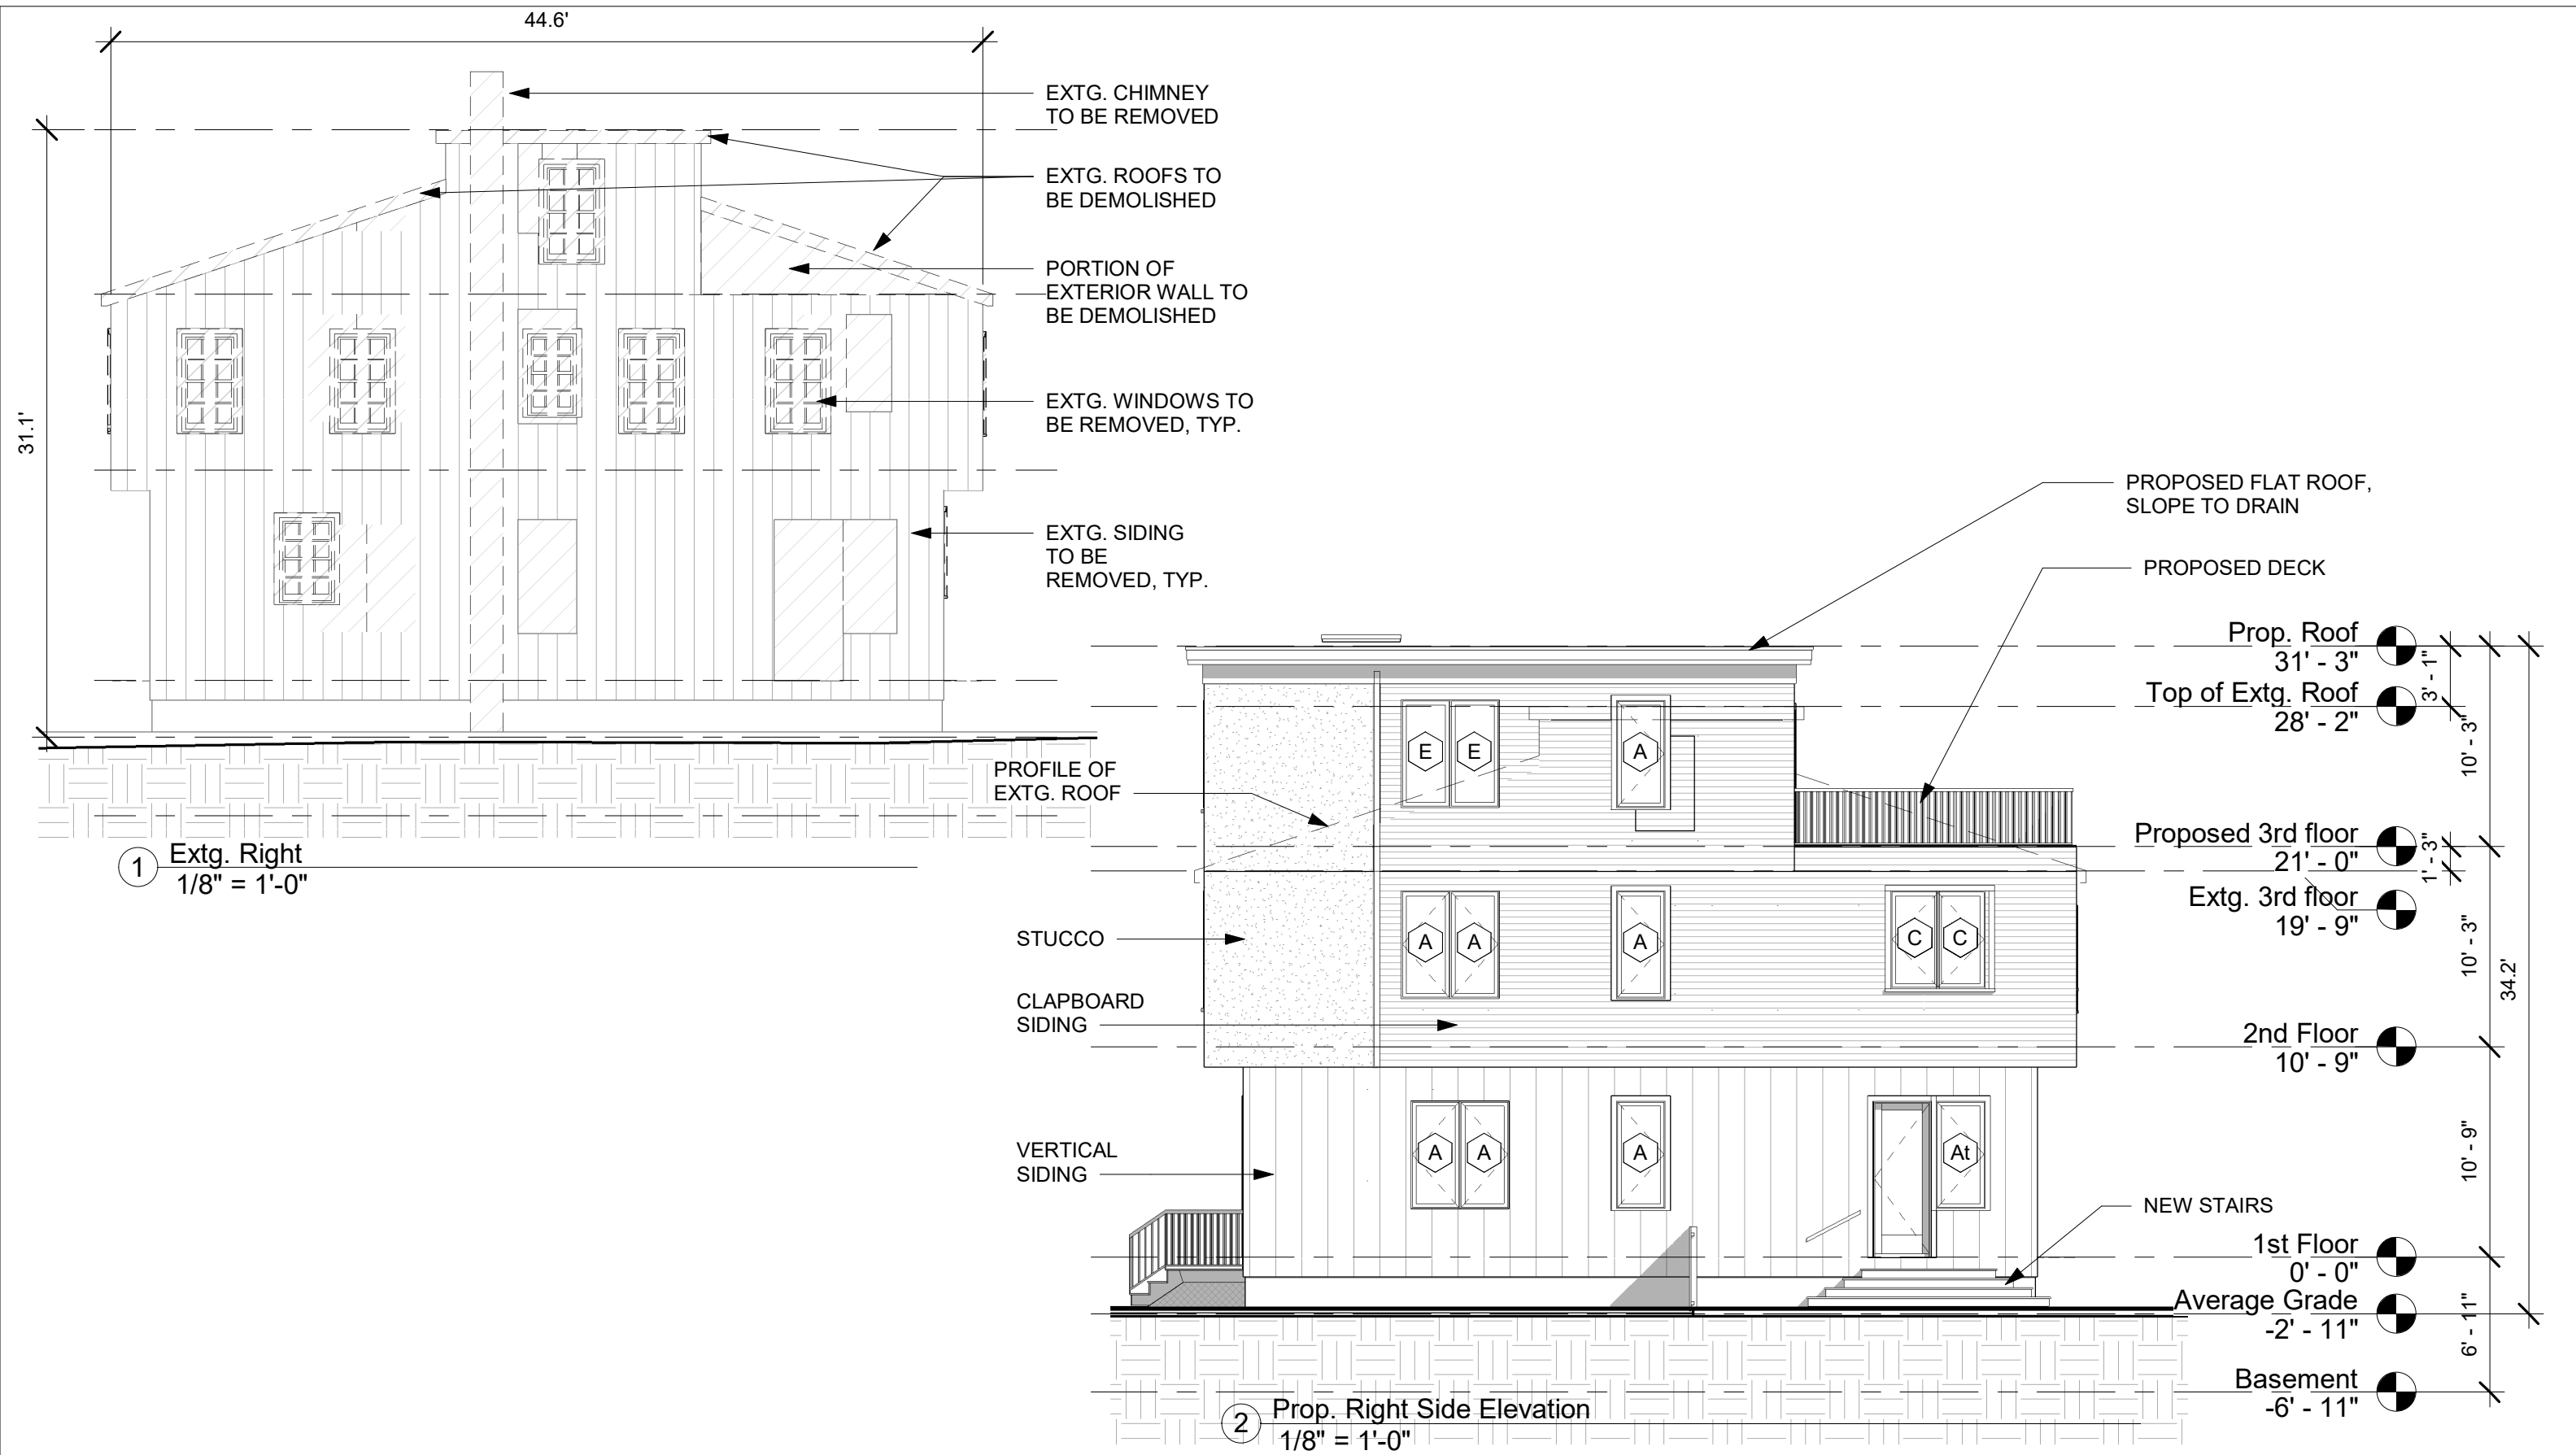 44.6'
31.1'
EXTG. CHIMNEY
TO BE REMOVED
EXTG. ROOFS TO
BE DEMOLISHED
PORTION OF
EXTERIOR WALL TO
BE DEMOLISHED
EXTG. WINDOWS TO
BE REMOVED, TYP.
EXTG. SIDING
TO BE
REMOVED, TYP.
1
Extg. Right
1/8" = 1'-0"
PROPOSED FLAT ROOF,
SLOPE TO DRAIN
PROPOSED DECK
PROFILE OF
EXTG. ROOF
STUCCO
CLAPBOARD
SIDING
VERTICAL
SIDING
NEW STAIRS
E
E
A
A
A
A
C
C
A
A
A
At
Prop. Roof
31' - 3"
Top of Extg. Roof
28' - 2"
Proposed 3rd floor
21' - 0"
Extg. 3rd floor
19' - 9"
2nd Floor
10' - 9"
1st Floor
0' - 0"
Average Grade
-2' - 11"
Basement
-6' - 11"
3' - 1"
10' - 3"
1' - 3"
10' - 3"
34.2'
10' - 9"
6' - 11"
2
Prop. Right Side Elevation
1/8" = 1'-0"